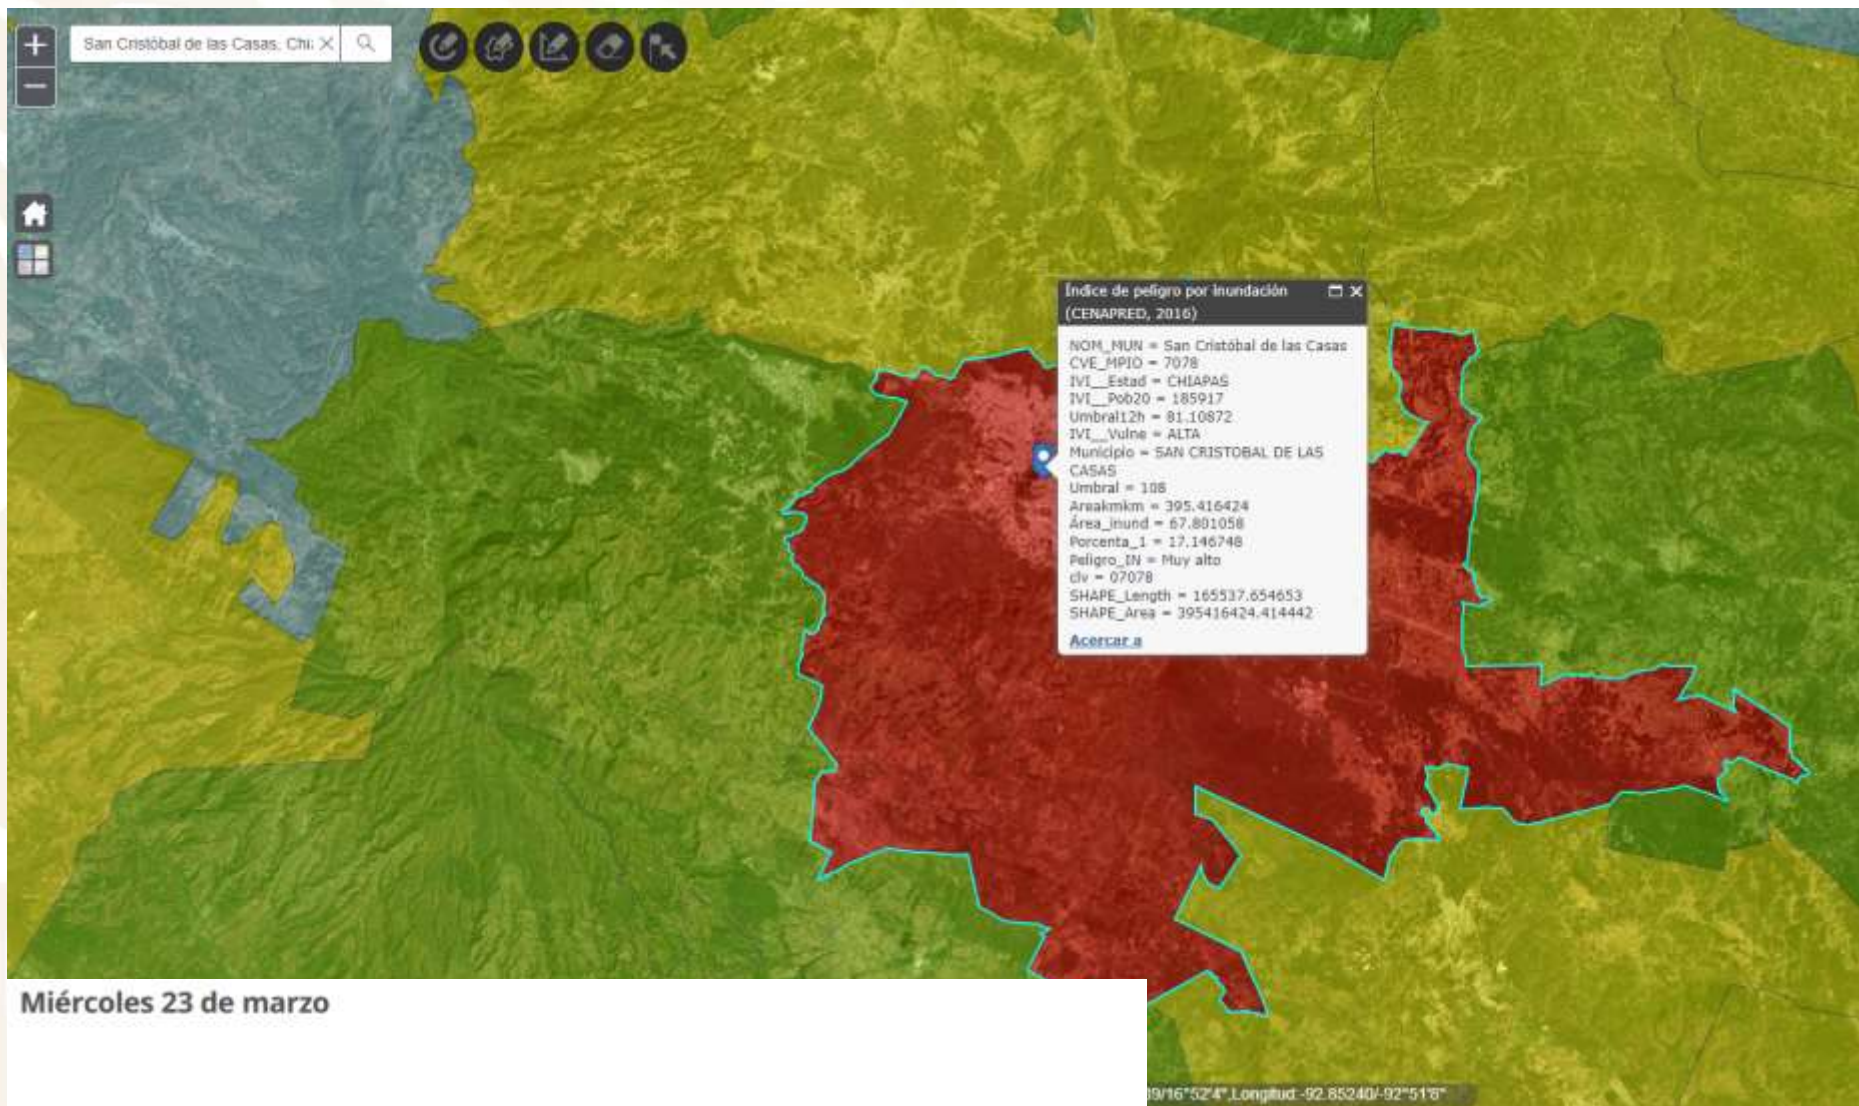 San Cristóbal de las Casas, Chi
Índice de peligro por inundación
(CENAPRED, 2016)
NOM_MUN = San Cristóbal de las Casas
CVE_MPIO = 7078
IVI__Estad = CHIAPAS
IVI__Pob20 = 185917
Umbral12h = 81.10872
IVI__Vulne = ALTA
Municipio = SAN CRISTOBAL DE LAS
CASAS
Umbral = 108
Areakmkm = 395.416424
Área_inund = 67.801058
Porcenta_1 = 17.146748
Peligro_IN = Muy alto
clv = 07078
SHAPE_Length = 165537.654653
SHAPE_Area = 395416424.414442
Acercar a
Miércoles 23 de marzo
/16°52'4",Longitud:-92.85240/-92°51'8"